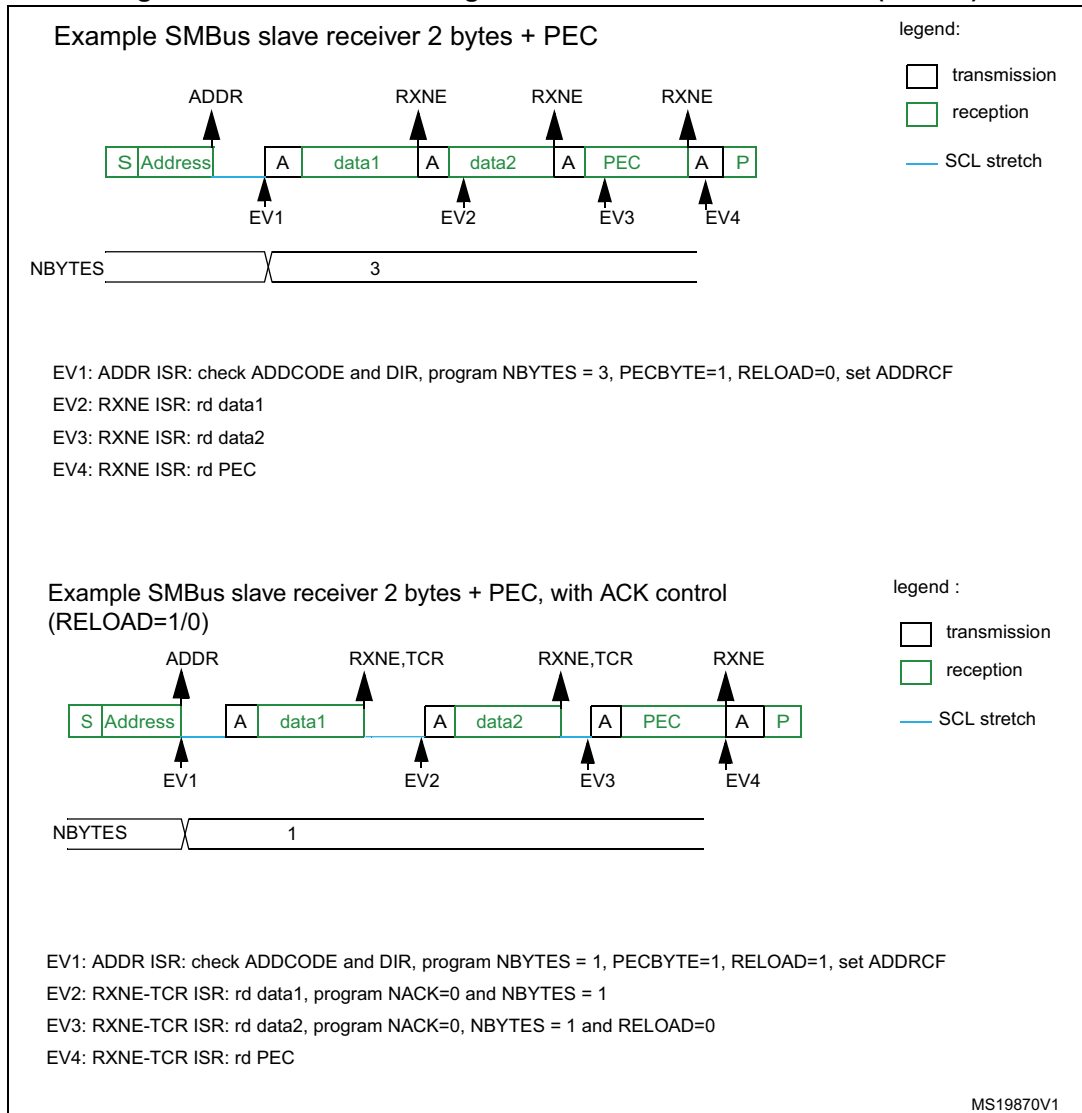 Example SMBus slave receiver 2 bytes + PEC
legend:
transmission
reception
SCL stretch
ADDR RXNE RXNE RXNE
S Address A data1 A data2 A PEC A P
EV1 EV2 EV3 EV4
NBYTES 3
EV1: ADDR ISR: check ADDCODE and DIR, program NBYTES = 3, PECBYTE=1, RELOAD=0, set ADDRCF
EV2: RXNE ISR: rd data1
EV3: RXNE ISR: rd data2
EV4: RXNE ISR: rd PEC
Example SMBus slave receiver 2 bytes + PEC, with ACK control
(RELOAD=1/0)
legend :
transmission
reception
SCL stretch
ADDR RXNE,TCR RXNE,TCR RXNE
S Address A data1 A data2 A PEC A P
EV1 EV2 EV3 EV4
NBYTES 1
EV1: ADDR ISR: check ADDCODE and DIR, program NBYTES = 1, PECBYTE=1, RELOAD=1, set ADDRCF
EV2: RXNE-TCR ISR: rd data1, program NACK=0 and NBYTES = 1
EV3: RXNE-TCR ISR: rd data2, program NACK=0, NBYTES = 1 and RELOAD=0
EV4: RXNE-TCR ISR: rd PEC
MS19870V1